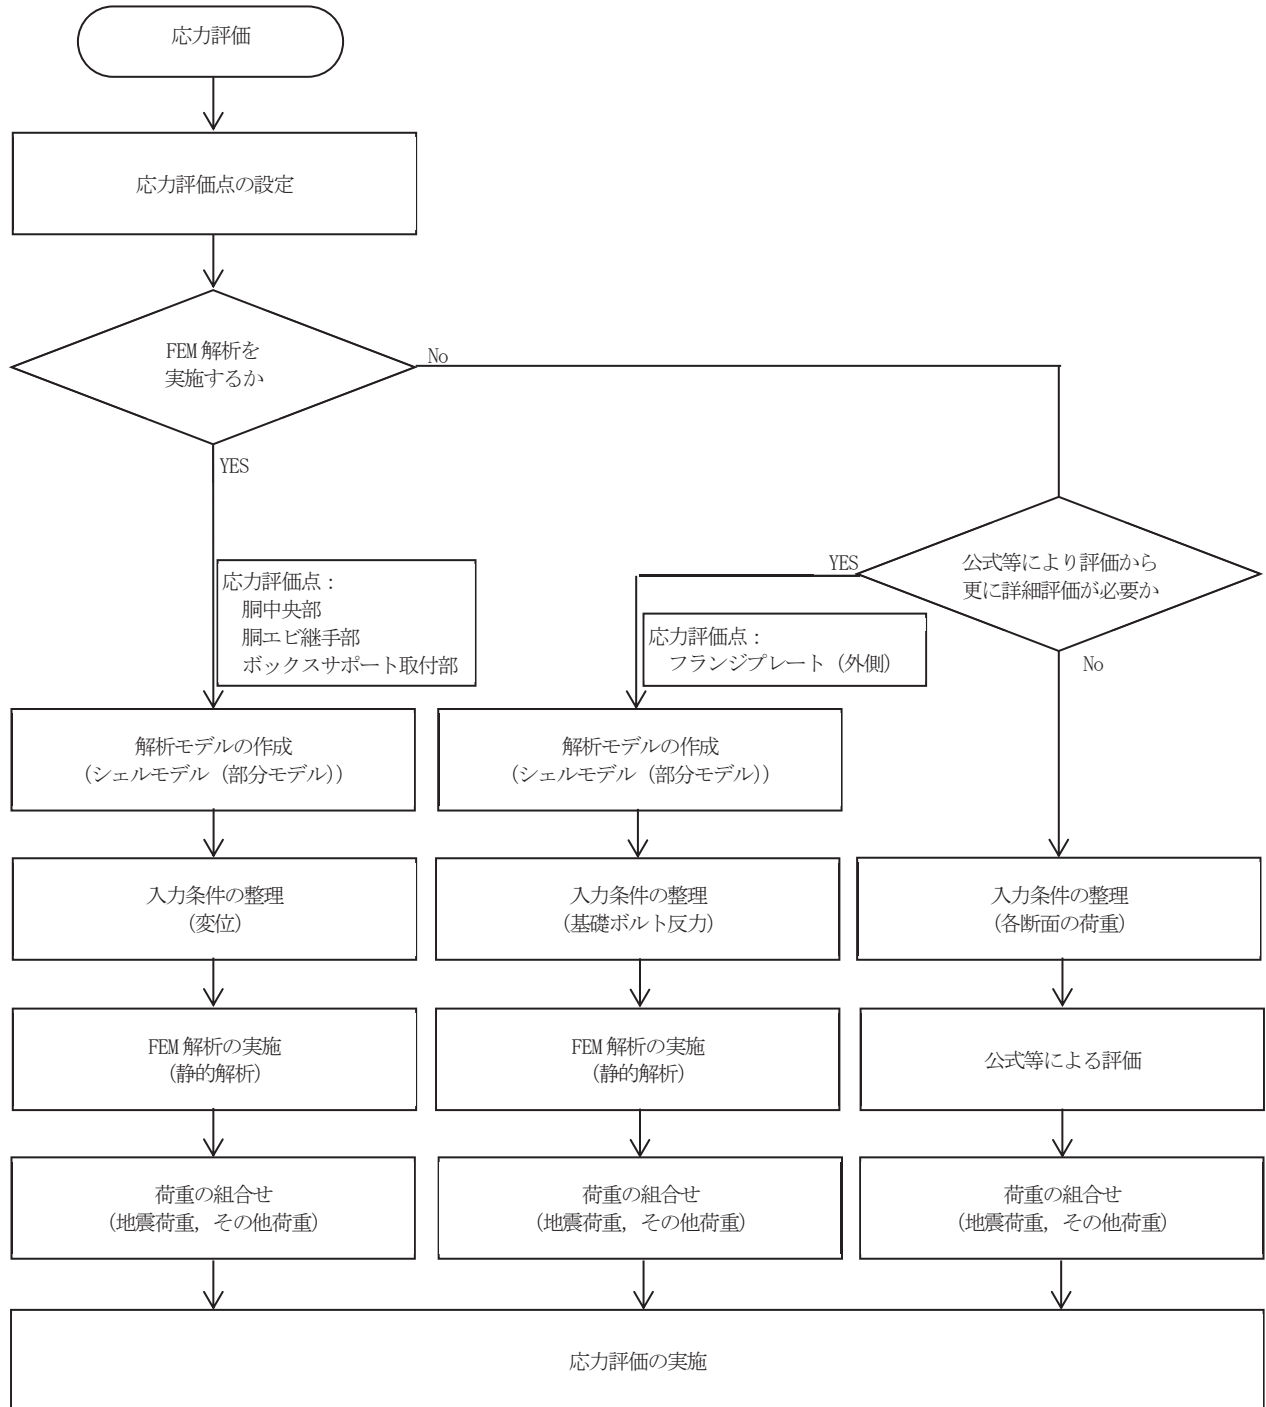 応力評価
応力評価点の設定
FEM 解析を
実施するか
No
YES
公式等により評価から
更に詳細評価が必要か
YES
No
応力評価点：
胴中央部
胴エビ継手部
ボックスサポート取付部
応力評価点：
フランジプレート（外側）
解析モデルの作成
（シェルモデル（部分モデル））
解析モデルの作成
（シェルモデル（部分モデル））
入力条件の整理
（変位）
入力条件の整理
（基礎ボルト反力）
入力条件の整理
（各断面の荷重）
FEM 解析の実施
（静的解析）
FEM 解析の実施
（静的解析）
公式等による評価
荷重の組合せ
（地震荷重，その他荷重）
荷重の組合せ
（地震荷重，その他荷重）
荷重の組合せ
（地震荷重，その他荷重）
応力評価の実施